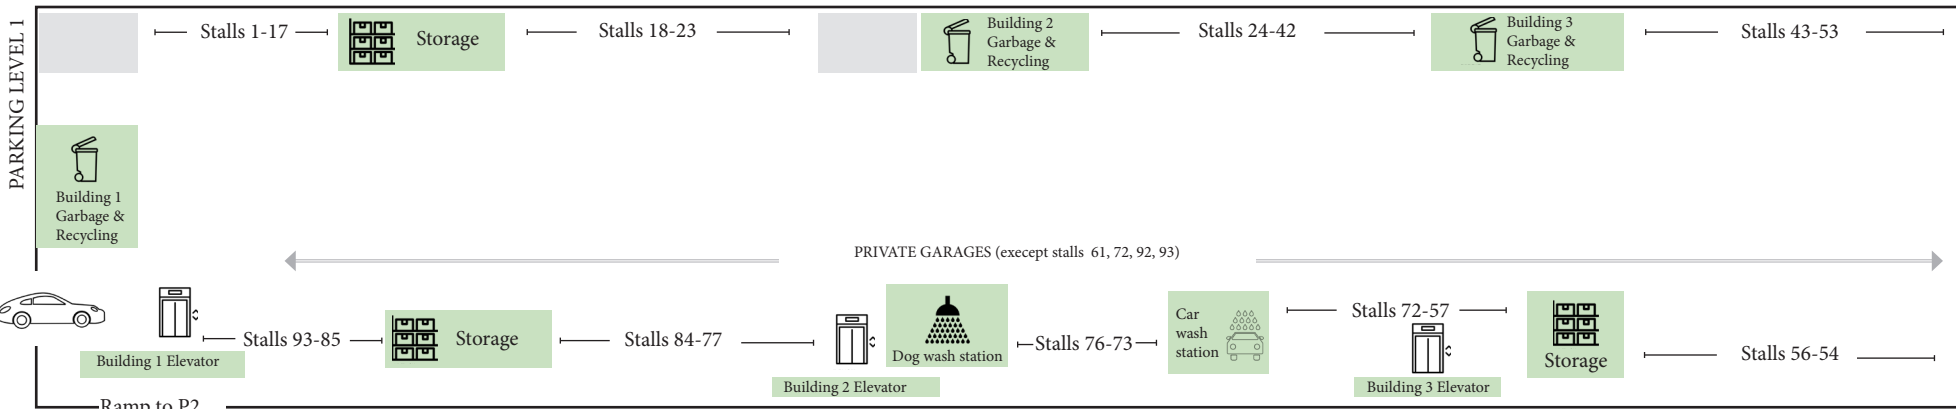 PARKING LEVEL 1
Stalls 1-17
Storage
Stalls 18-23
Building 2
Garbage &
Recycling
Stalls 24-42
Building 3
Garbage &
Recycling
Stalls 43-53
Building 1
Garbage &
Recycling
PRIVATE GARAGES (execept stalls 61, 72, 92, 93)
Building 1 Elevator
Stalls 93-85
Storage
Stalls 84-77
Building 2 Elevator
Dog wash station
Stalls 76-73
Car
wash
station
Stalls 72-57
Building 3 Elevator
Storage
Stalls 56-54
Ramp to P2